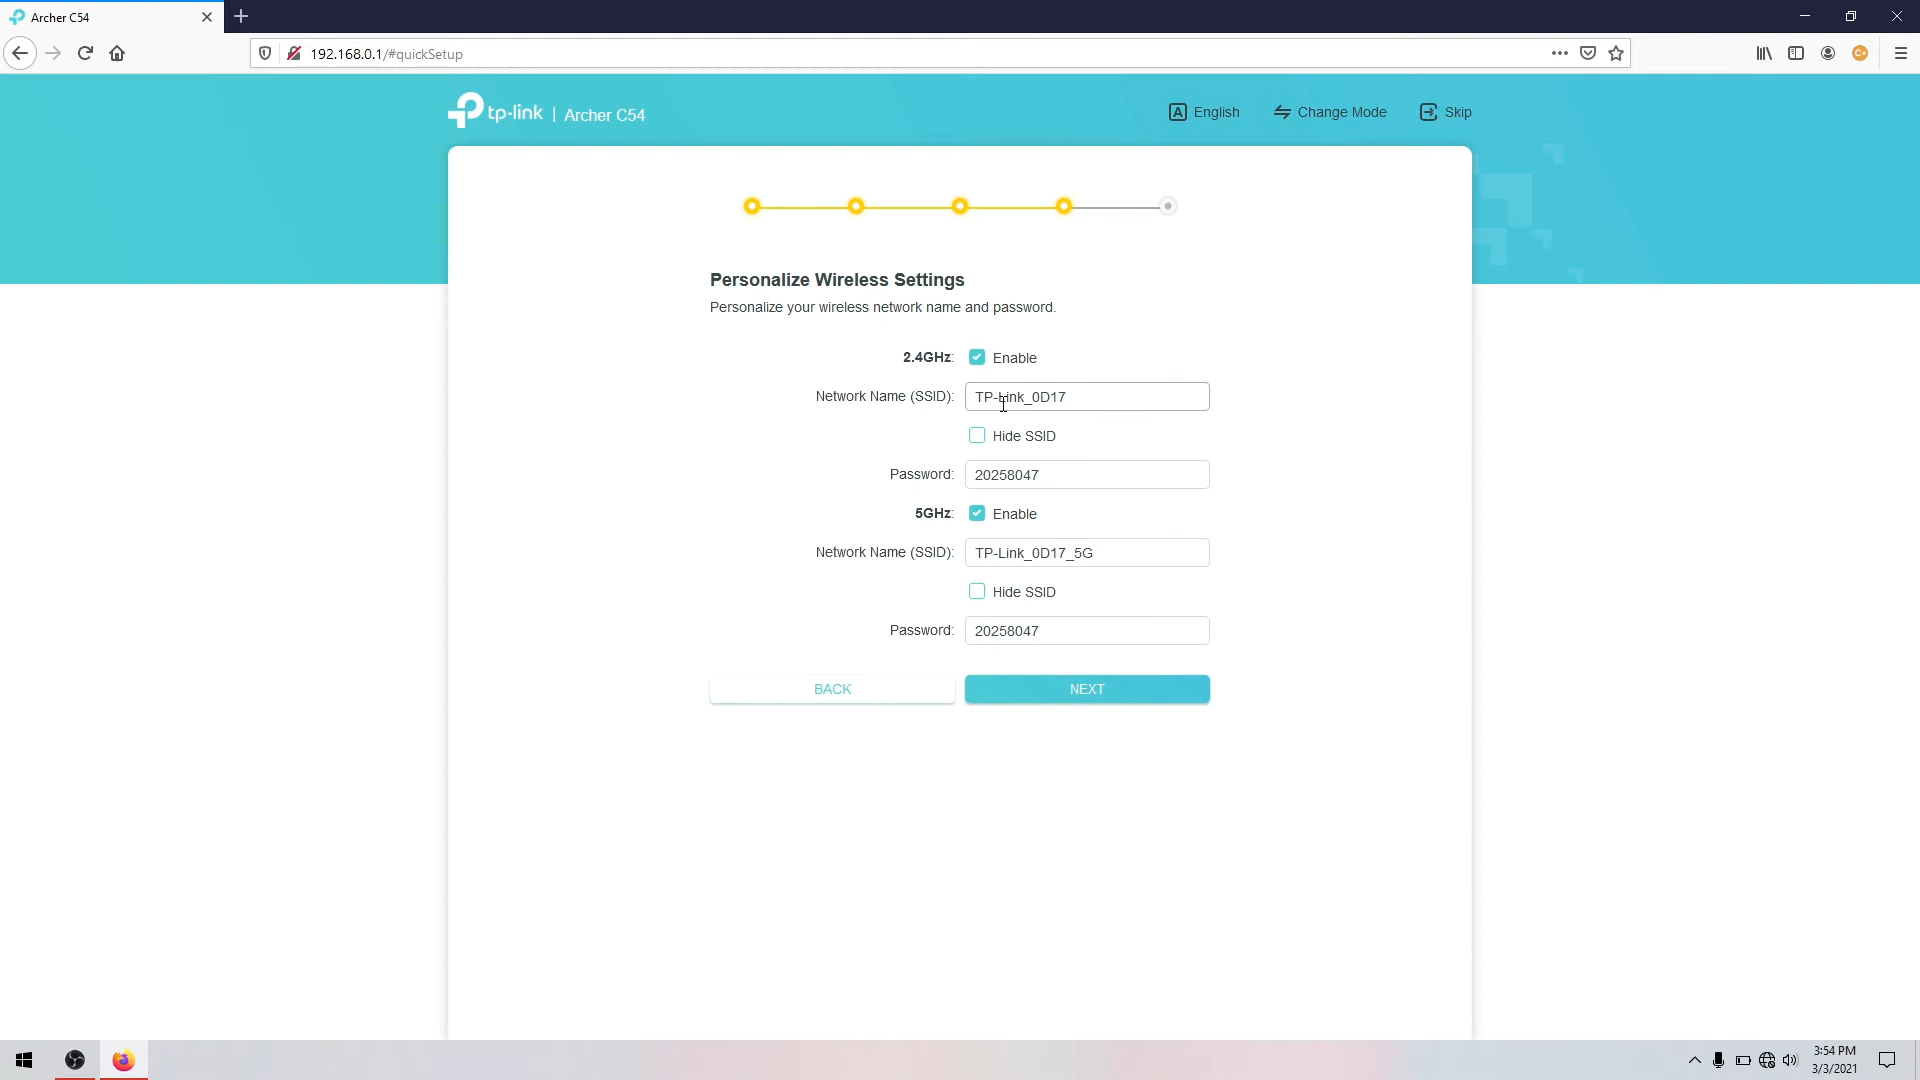 Archer C54
192.168.0.1/#quickSetup
tp-link | Archer C54
English
Change Mode
Skip
Personalize Wireless Settings
Personalize your wireless network name and password.
2.4GHz: Enable
Network Name (SSID): TP-Link_0D17
Hide SSID
Password: 20258047
5GHz: Enable
Network Name (SSID): TP-Link_0D17_5G
Hide SSID
Password: 20258047
BACK
NEXT
3:54 PM
3/3/2021